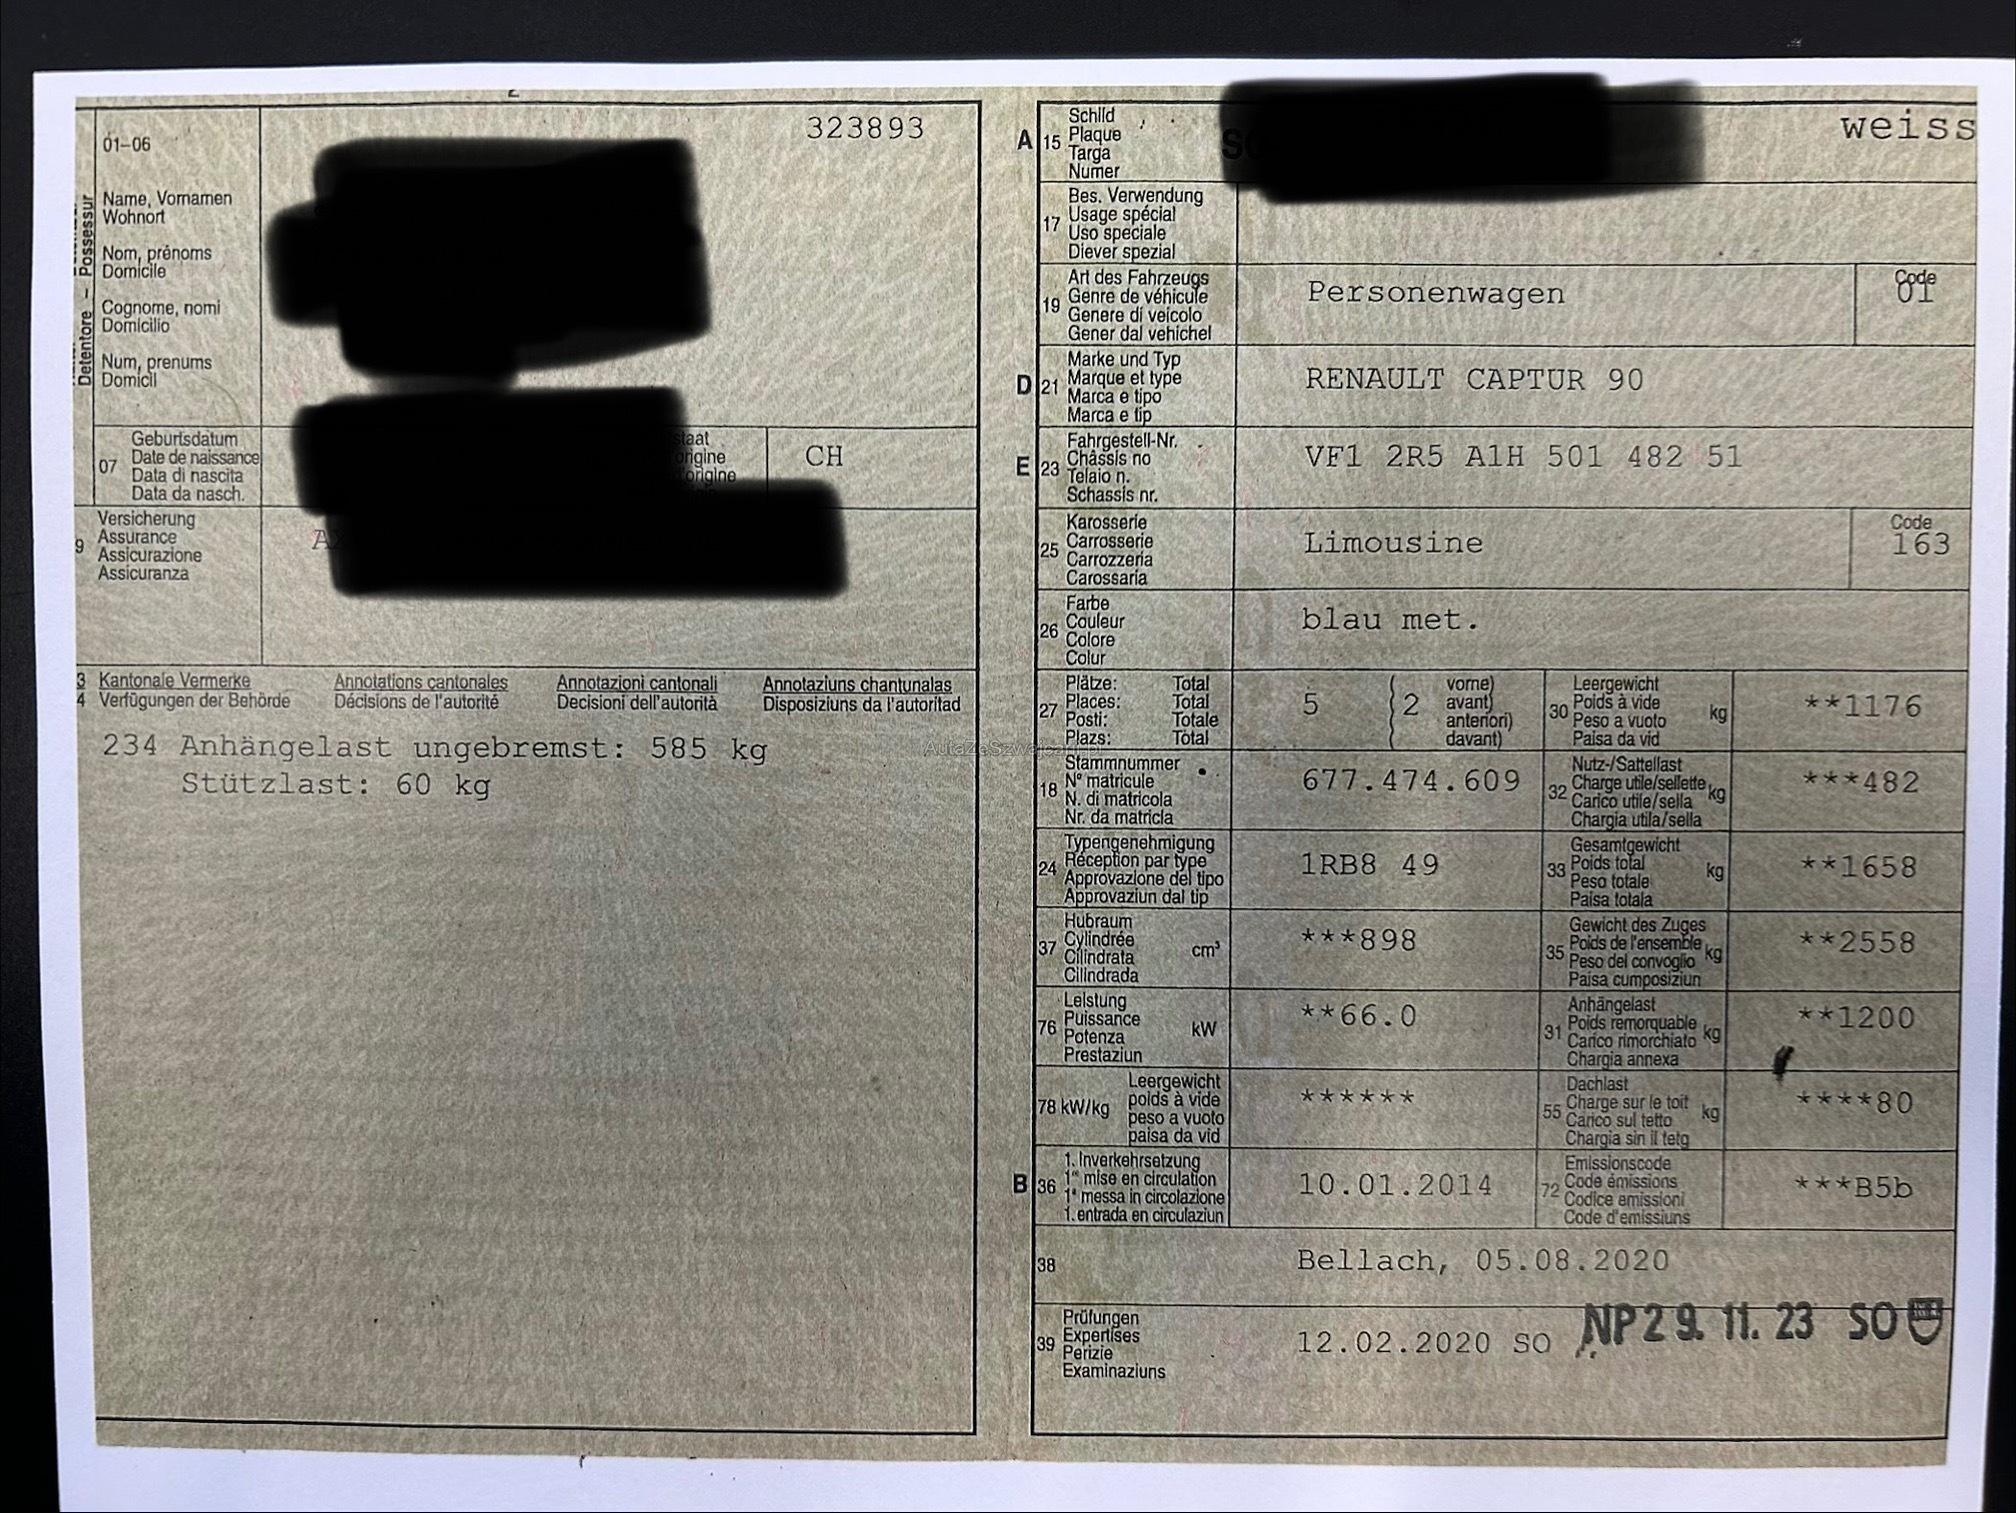 323893
01–06
Name, Vornamen
Wohnort
Nom, prénoms
Domicile
Cognome, nomi
Domicilio
Num, prenums
Domicil
Detentore – Possessur
07
Geburtsdatum
Date de naissance
Data di nascita
Data da nasch.
CH
9
Versicherung
Assurance
Assicurazione
Assicuranza
3 Kantonale Vermerke Annotations cantonales Annotazioni cantonali Annotaziuns chantunalas
4 Verfügungen der Behörde Décisions de l'autorité Decisioni dell'autorità Disposiziuns da l'autoritad
234 Anhängelast ungebremst: 585 kg
Stützlast: 60 kg
A 15
Schild
Plaque
Targa
Numer
weiss
17
Bes. Verwendung
Usage spécial
Uso speciale
Diever spezial
19
Art des Fahrzeugs
Genre de véhicule
Genere di veicolo
Gener dal vehichel
Personenwagen
Code
01
D 21
Marke und Typ
Marque et type
Marca e tipo
Marca e tip
RENAULT CAPTUR 90
E 23
Fahrgestell-Nr.
Châssis no
Telaio n.
Schassis nr.
VF1 2R5 A1H 501 482 51
25
Karosserie
Carrosserie
Carrozzeria
Carossaria
Limousine
Code
163
26
Farbe
Couleur
Colore
Colur
blau met.
27
Plätze: Total
Places: Total
Posti: Totale
Plazs: Total
5 ( 2
vorne)
avant)
anteriori)
davant)
30
Leergewicht
Poids à vide
Peso a vuoto
Paisa da vid
kg
**1176
18
Stammnummer
N° matricule
N. di matricola
Nr. da matricla
677.474.609
32
Nutz-/Sattellast
Charge utile/sellette
Carico utile/sella
Chargia utila/sella
kg
***482
24
Typengenehmigung
Réception par type
Approvazione del tipo
Approvaziun dal tip
1RB8 49
33
Gesamtgewicht
Poids total
Peso totale
Paisa totala
kg
**1658
37
Hubraum
Cylindrée
Cilindrata
Cilindrada
cm³
***898
35
Gewicht des Zuges
Poids de l'ensemble
Peso del convoglio
Paisa cumposiziun
kg
**2558
76
Leistung
Puissance
Potenza
Prestaziun
kW
**66.0
31
Anhängelast
Poids remorquable
Carico rimorchiato
Chargia annexa
kg
**1200
78 kW/kg
Leergewicht
poids à vide
peso a vuoto
paisa da vid
******
55
Dachlast
Charge sur le toit
Carico sul tetto
Chargia sin il tetg
kg
****80
B 36
1. Inverkehrsetzung
1re mise en circulation
1a messa in circolazione
1. entrada en circulaziun
10.01.2014
72
Emissionscode
Code émissions
Codice emissioni
Code d'emissiuns
***B5b
38
Bellach, 05.08.2020
39
Prüfungen
Expertises
Perizie
Examinaziuns
12.02.2020 SO NP 29. 11. 23 SO